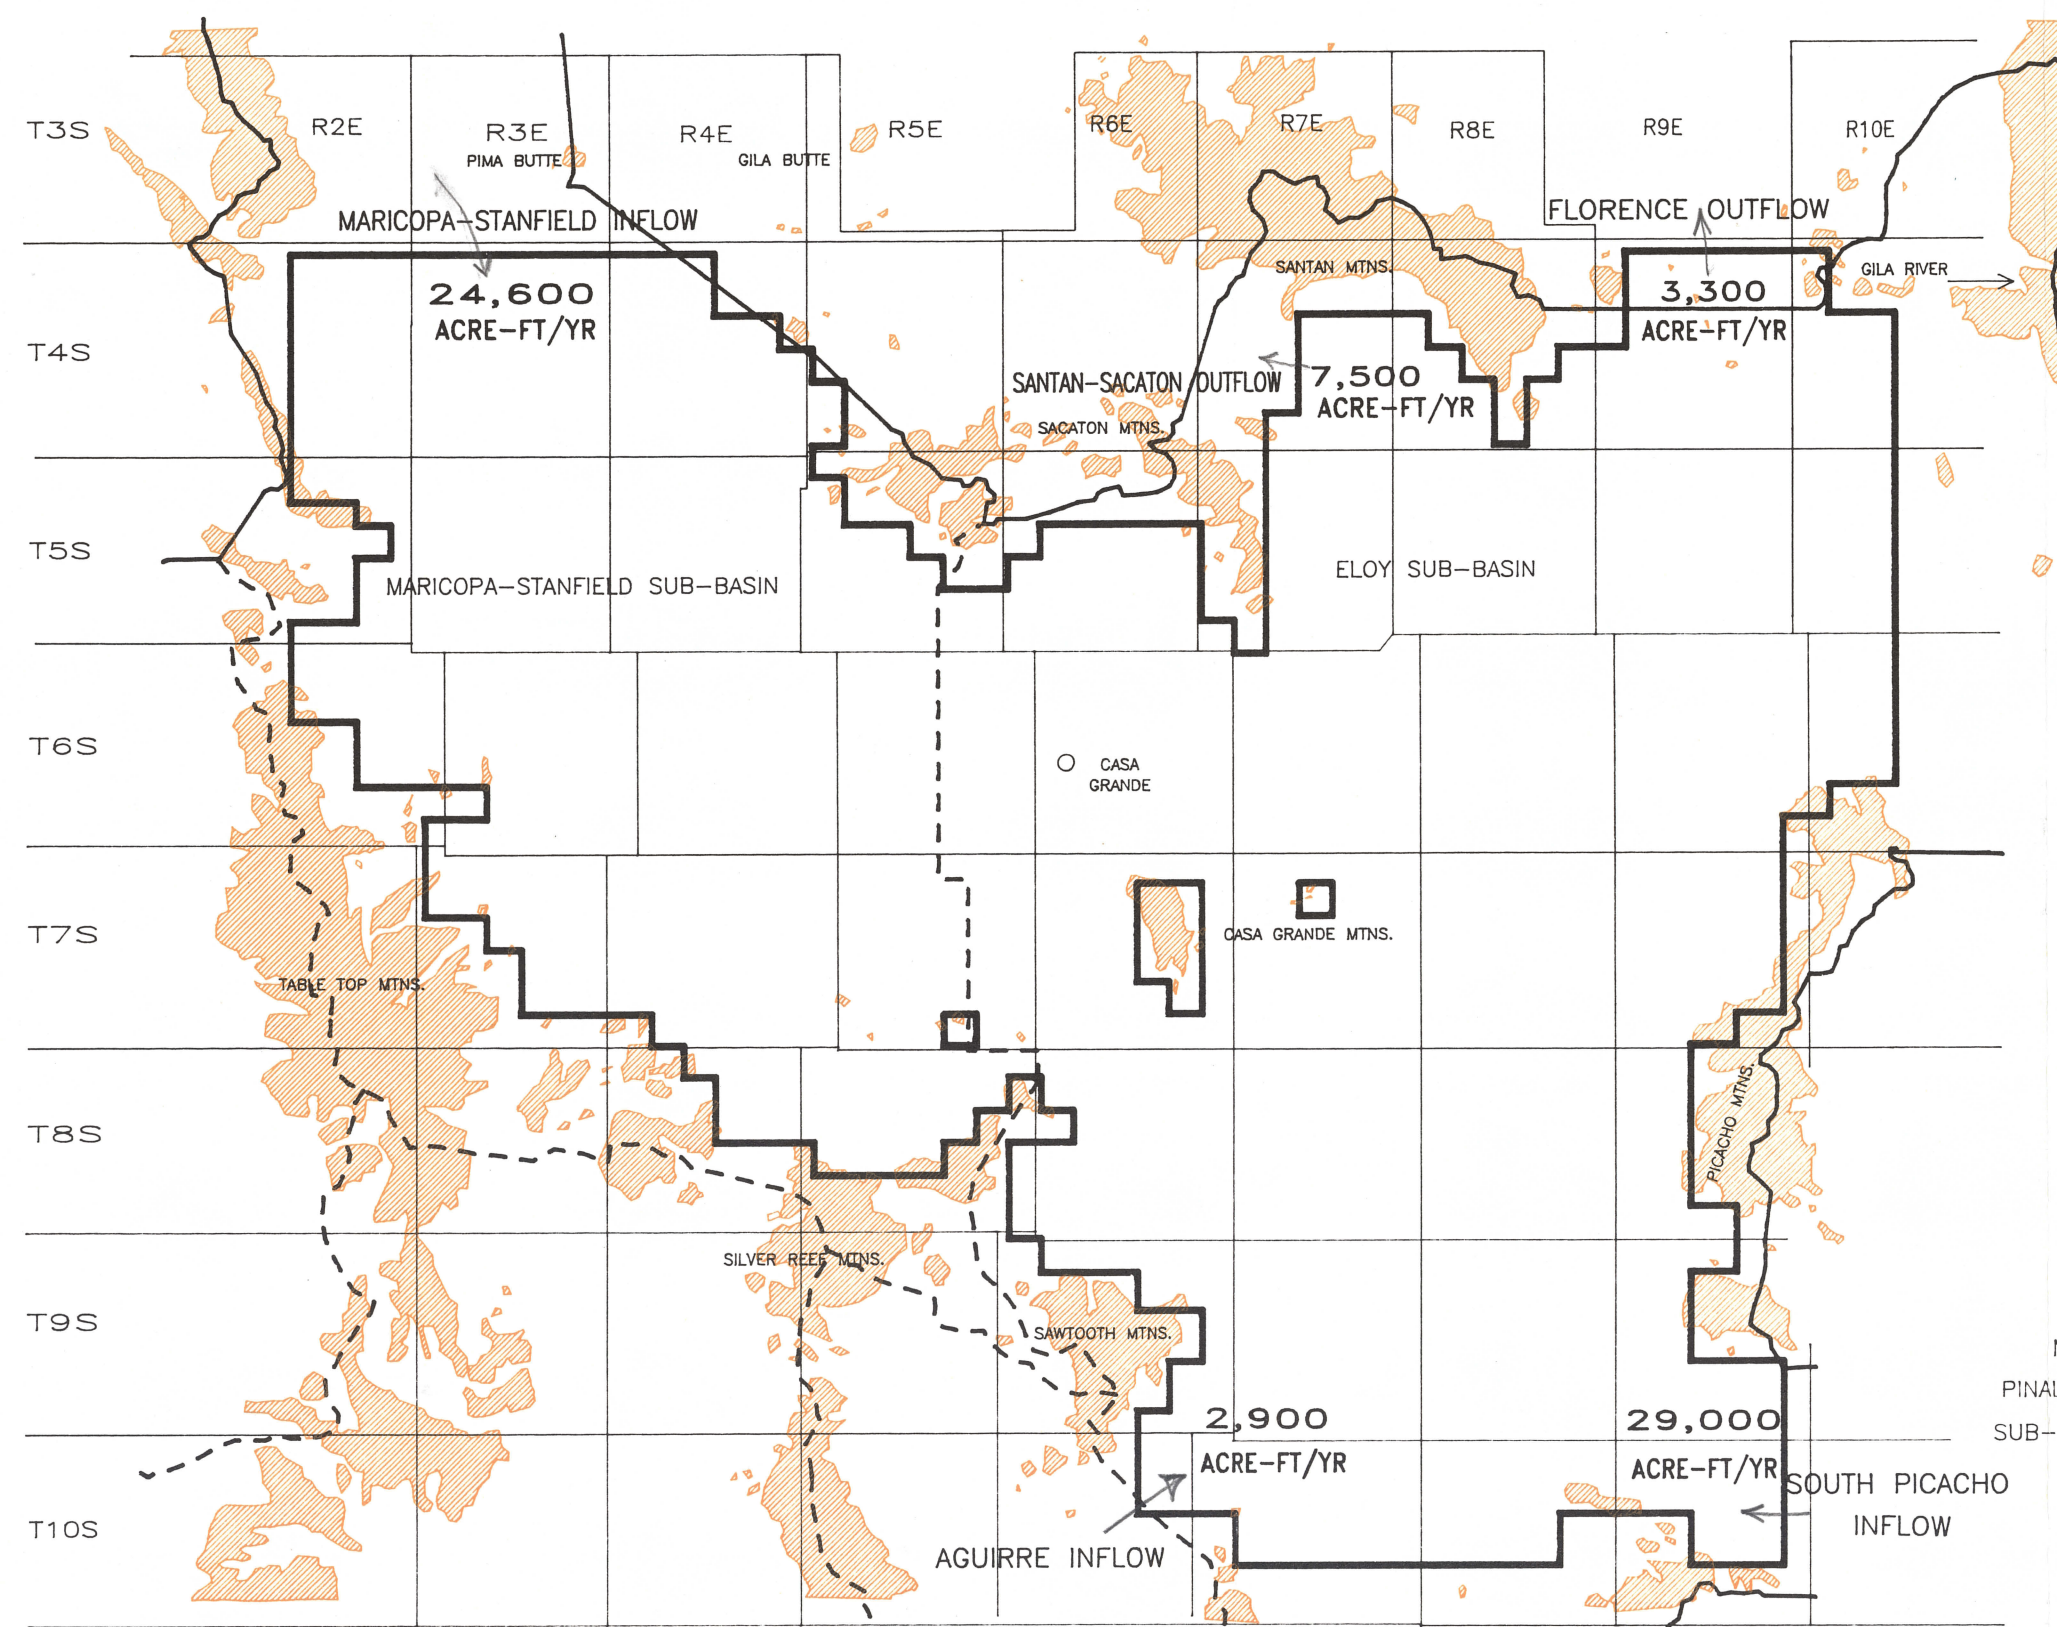 T3S
R2E
R3E
R4E
R5E
R6E
R7E
R8E
R9E
R10E
PIMA BUTTE
GILA BUTTE
MARICOPA-STANFIELD INFLOW
24,600
ACRE-FT/YR
FLORENCE OUTFLOW
3,300
ACRE-FT/YR
GILA RIVER
SANTAN MTNS.
T4S
SANTAN-SACATON OUTFLOW
7,500
ACRE-FT/YR
SACATON MTNS.
T5S
MARICOPA-STANFIELD SUB-BASIN
ELOY SUB-BASIN
T6S
CASA
GRANDE
T7S
CASA GRANDE MTNS.
TABLE TOP MTNS.
T8S
PICACHO MTNS.
SILVER REEF MTNS.
T9S
SAWTOOTH MTNS.
PINAL
SUB-
2,900
ACRE-FT/YR
29,000
ACRE-FT/YR
SOUTH PICACHO
INFLOW
T10S
AGUIRRE INFLOW